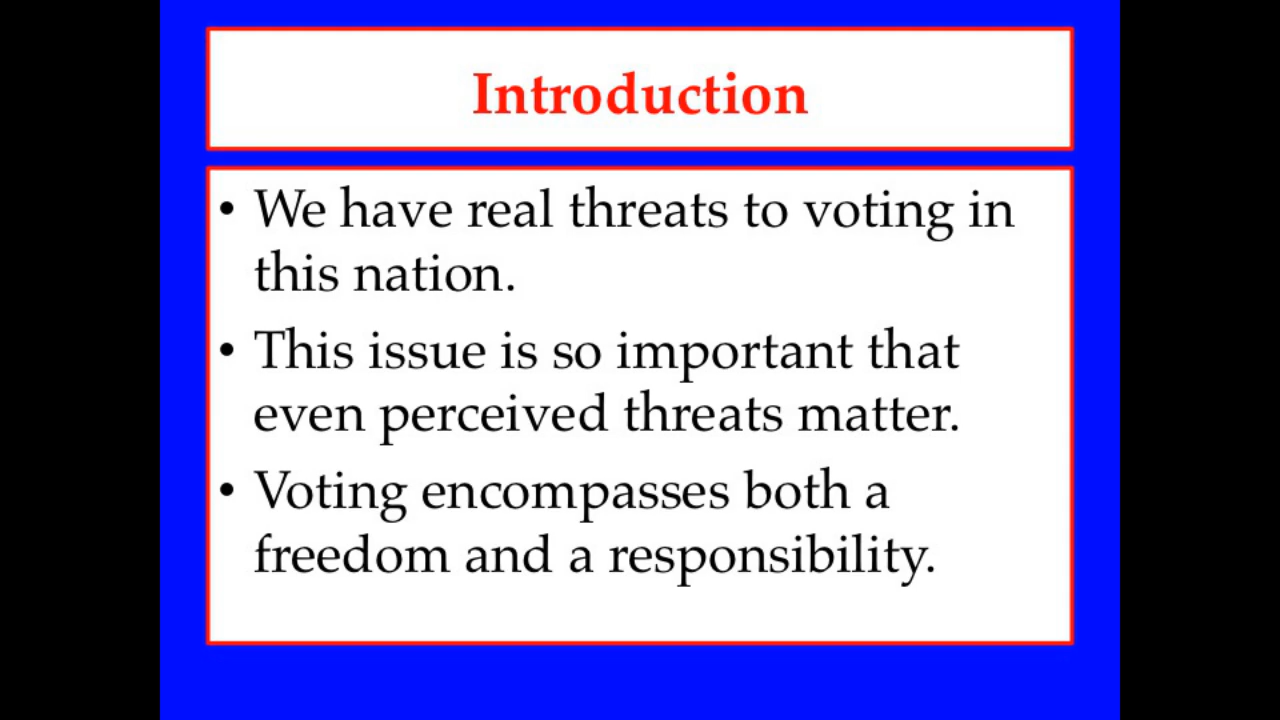 Introduction
• We have real threats to voting in
this nation.
• This issue is so important that
even perceived threats matter.
• Voting encompasses both a
freedom and a responsibility.